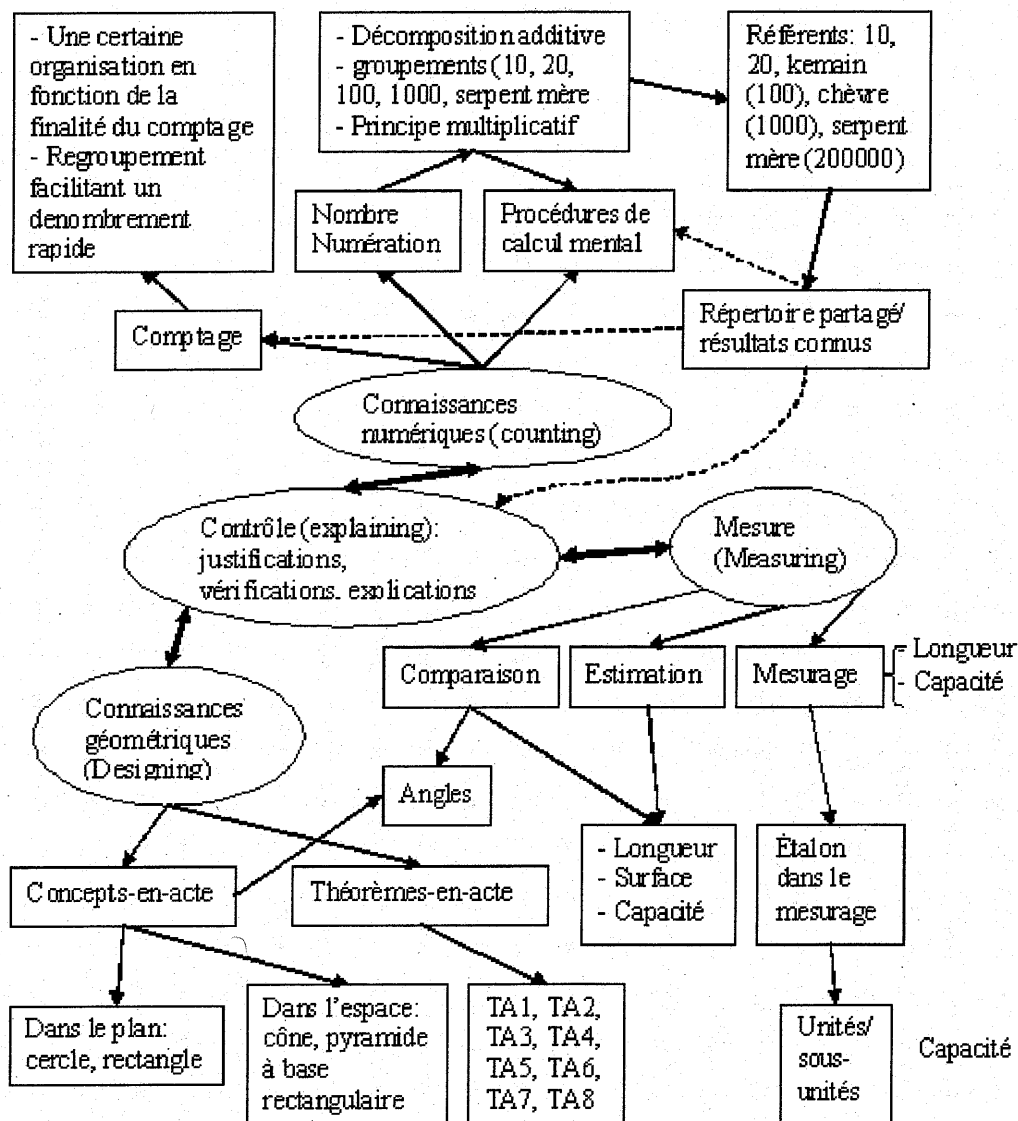 - Une certaine
organisation en
fonction de la
finalité du comptage
- Regroupement
facilitant un
denombrement
rapide
- Décomposition additive
- groupements (10, 20,
100, 1000, serpent mère
- Principe multiplicatif
Référents: 10,
20, kemain
(100), chèvre
(1000), serpent
mère (200000)
Nombre
Numération
Procédures de
calcul mental
Comptage
Répertoire partagé/
résultats connus
Connaissances
numériques (counting)
Contrôle (explaining):
justifications,
vérifications. explications
Mesure
(Measuring)
Comparaison
Estimation
Mesurage
- Longueur
- Capacité
Connaissances
géométriques
(Designing)
Angles
- Longueur
- Surface
- Capacité
Étalon
dans le
mesurage
Concepts-en-acte
Théorèmes-en-acte
Dans le plan:
cercle, rectangle
Dans l'espace:
cône, pyramide
à base
rectangulaire
TA1, TA2,
TA3, TA4,
TA5, TA6,
TA7, TA8
Unités/
sous-
unités
Capacité